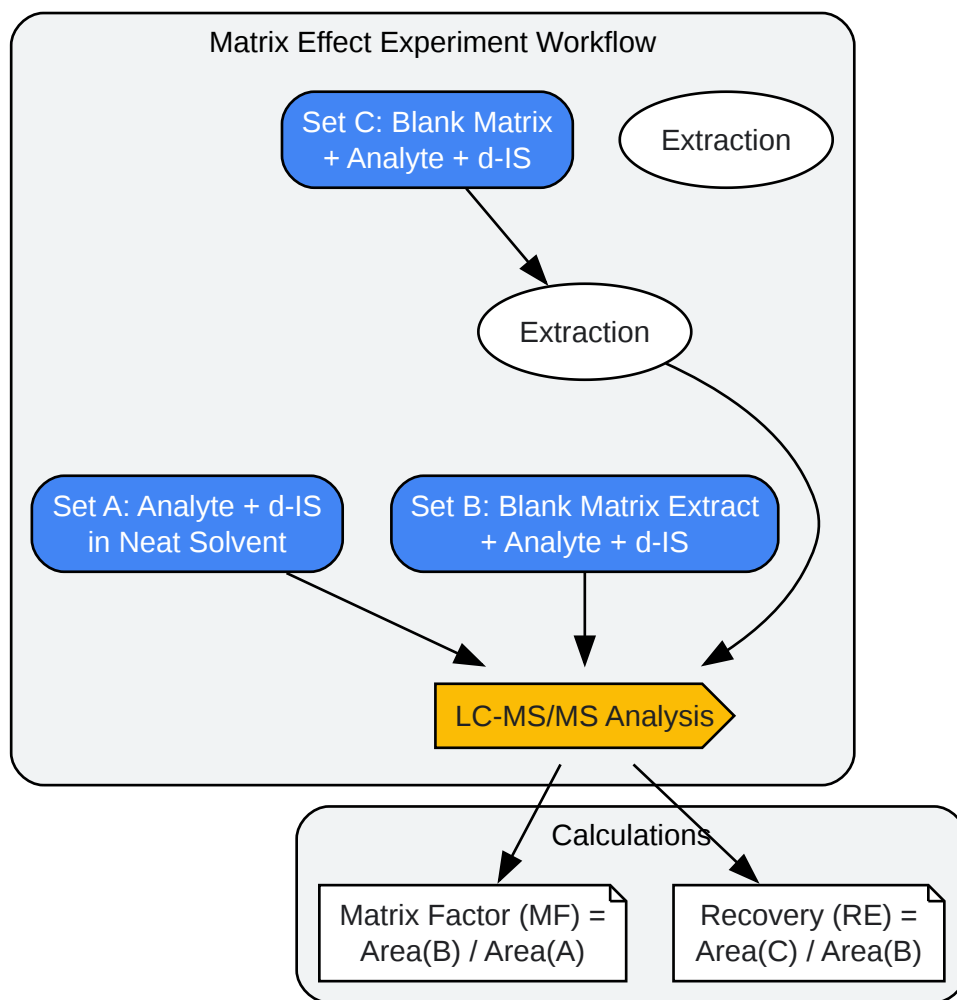 Matrix Effect Experiment Workflow
Set C: Blank Matrix
+ Analyte + d-IS
Extraction
Extraction
Set A: Analyte + d-IS
in Neat Solvent
Set B: Blank Matrix Extract
+ Analyte + d-IS
LC-MS/MS Analysis
Calculations
Matrix Factor (MF) =
Area(B) / Area(A)
Recovery (RE) =
Area(C) / Area(B)